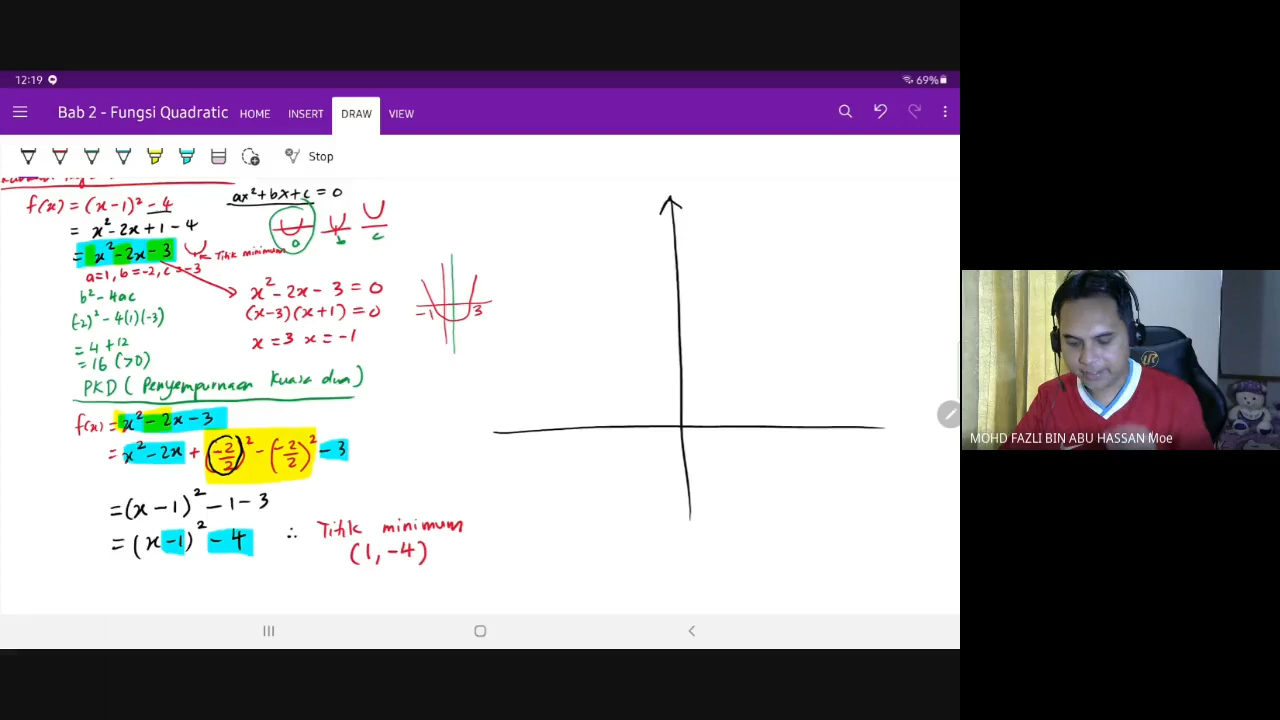 12:19
69%
Bab 2 - Fungsi Quadratic
HOME
INSERT
DRAW
VIEW
Stop
f(x) = (x-1)² - 4
= x² - 2x + 1 - 4
= x² - 2x - 3
Titik minimum
a=1, b=-2, c=-3
b² - 4ac
(-2)² - 4(1)(-3)
= 4 + 12
= 16 (>0)
ax² + bx + c = 0
a
b
c
x² - 2x - 3 = 0
(x-3)(x+1) = 0
x = 3 x = -1
-1
3
PKD (Penyempurnaan kuasa dua)
f(x) = x² - 2x - 3
= x² - 2x + (-2/2)² - (-2/2)² - 3
= (x-1)² - 1 - 3
= (x-1)² - 4
∴ Titik minimum
(1, -4)
MOHD FAZLI BIN ABU HASSAN Moe